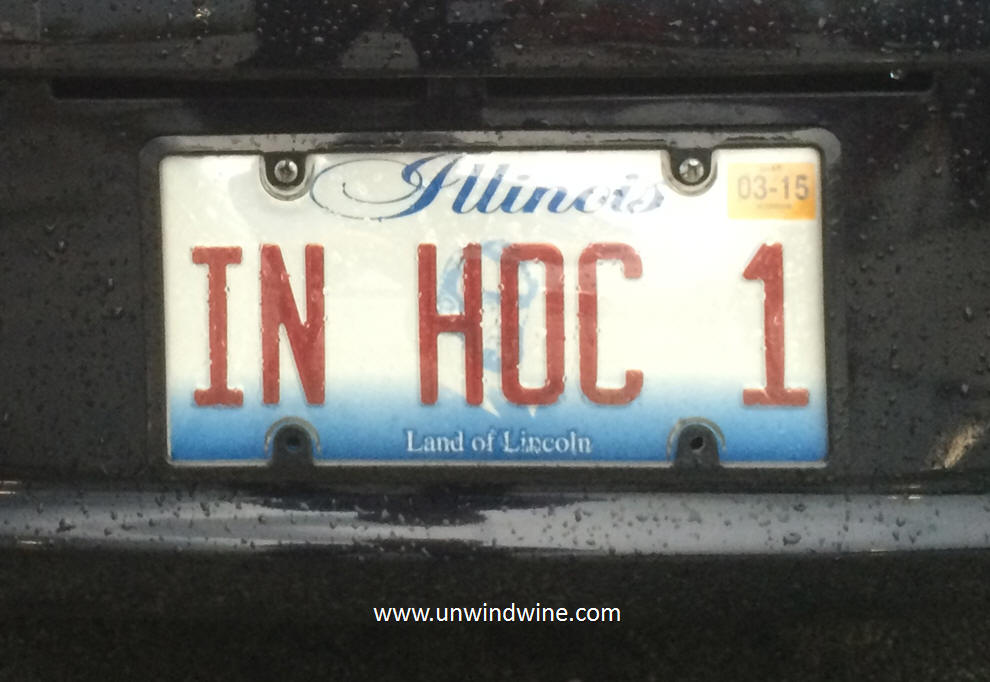 Illinois
03-15
IN HOC 1
Land of Lincoln
www.unwindwine.com